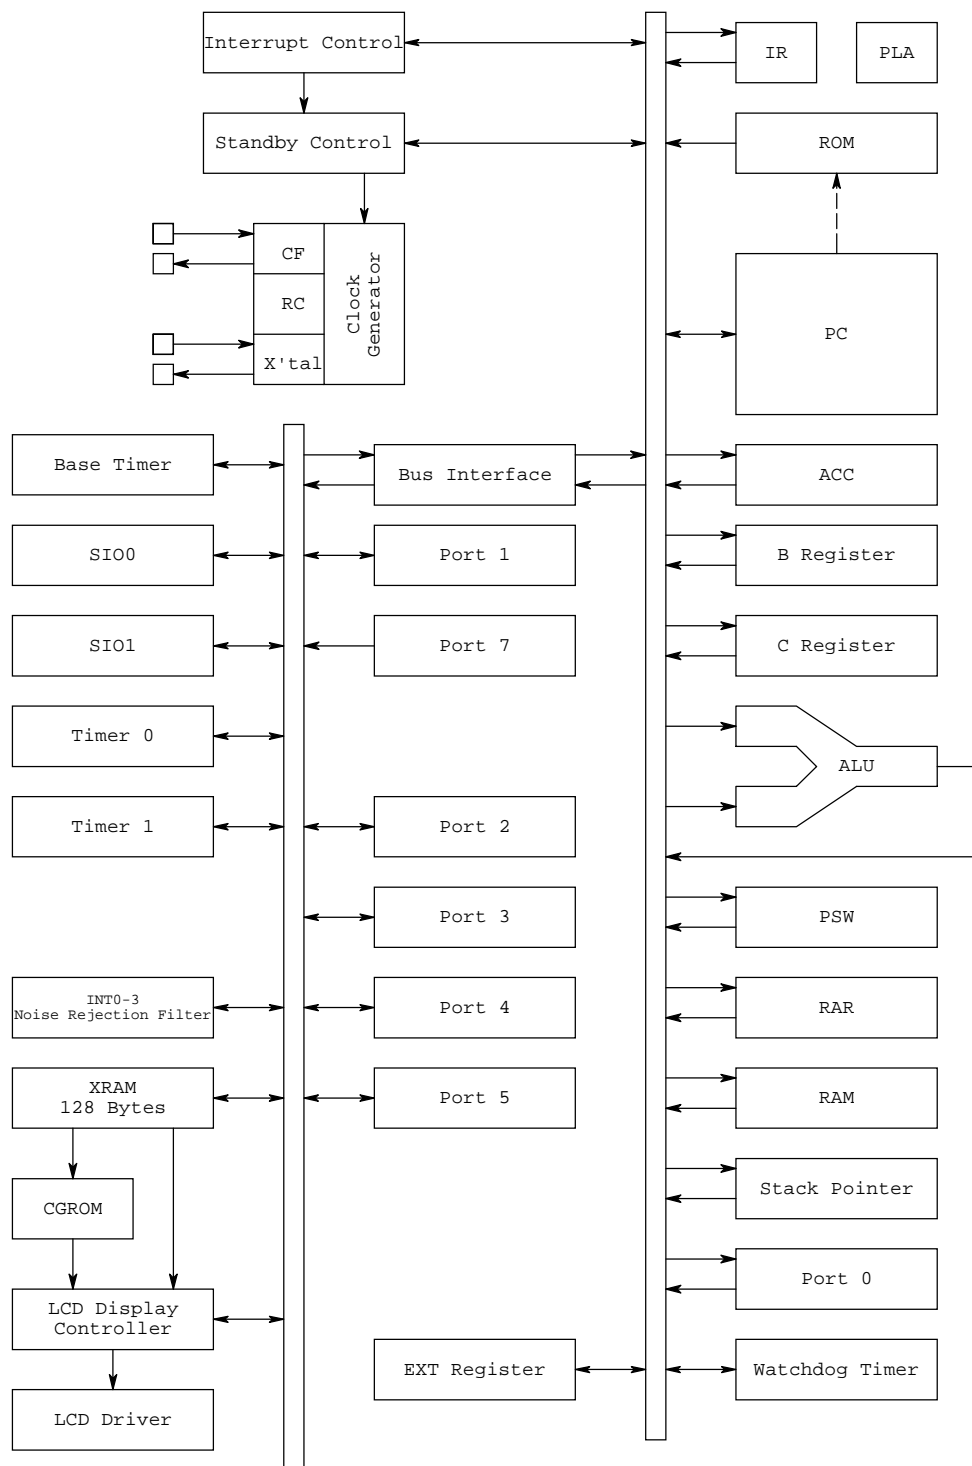 Interrupt Control
IR
PLA
Standby Control
ROM
CF
RC
X'tal
Clock
Generator
PC
Base Timer
Bus Interface
ACC
SIO0
Port 1
B Register
SIO1
Port 7
C Register
Timer 0
ALU
Timer 1
Port 2
Port 3
PSW
INT0-3
Noise Rejection Filter
Port 4
RAR
XRAM
128 Bytes
Port 5
RAM
CGROM
Stack Pointer
LCD Display
Controller
Port 0
EXT Register
Watchdog Timer
LCD Driver